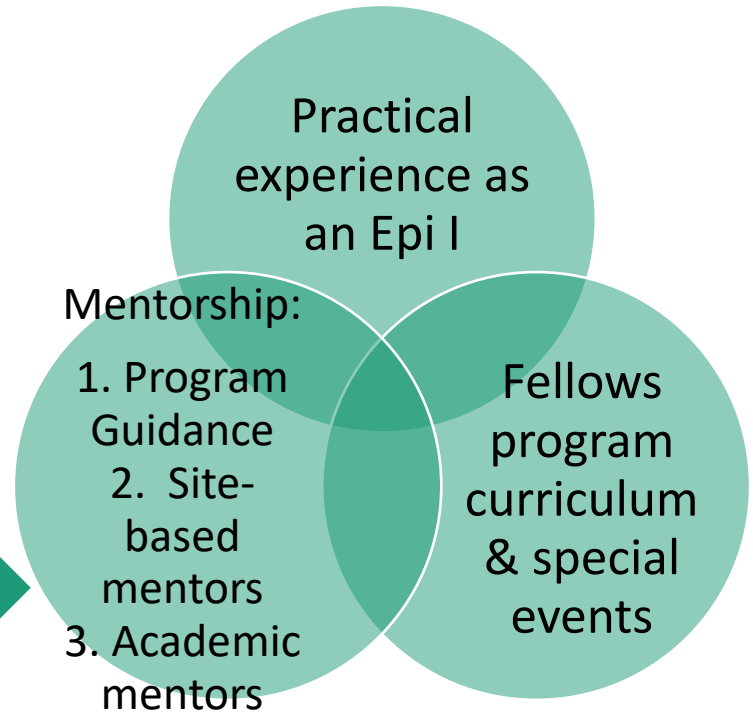 Practical
experience as
an Epi I
Mentorship:
1. Program
Guidance
2. Site-
based
mentors
3. Academic
mentors
Fellows
program
curriculum
& special
events